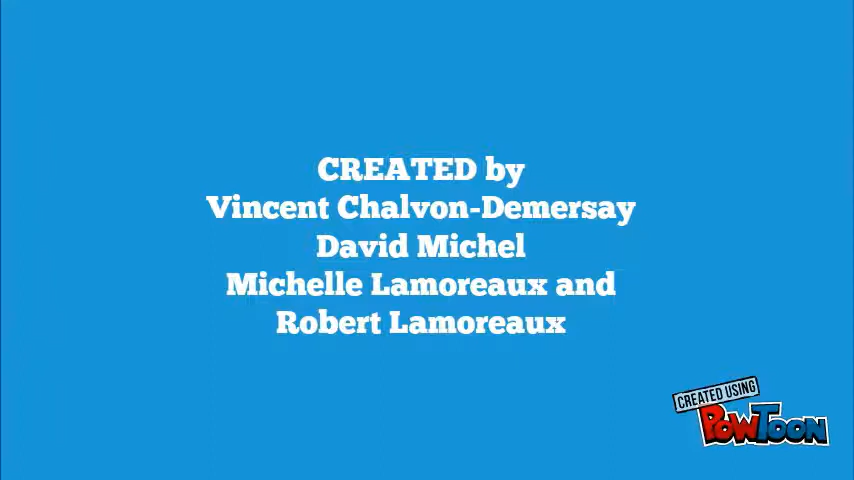 CREATED by
Vincent Chalvon-Demersay
David Michel
Michelle Lamoreaux and
Robert Lamoreaux
CREATED USING
POWTOON